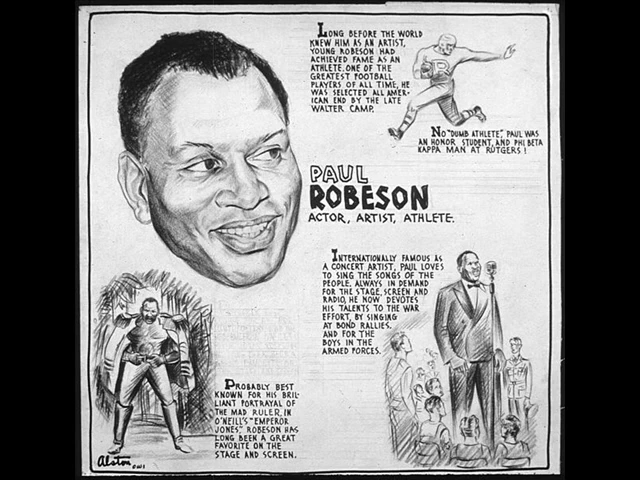 LONG BEFORE THE WORLD
KNEW HIM AS AN ARTIST,
YOUNG ROBESON HAD
ACHIEVED FAME AS AN
ATHLETE. ONE OF THE
GREATEST FOOTBALL
PLAYERS OF ALL TIME, HE
WAS SELECTED ALL AMER-
ICAN END BY THE LATE
WALTER CAMP.
R
NO "DUMB ATHLETE", PAUL WAS
AN HONOR STUDENT, AND PHI BETA
KAPPA MAN AT RUTGERS!
PAUL
ROBESON
ACTOR, ARTIST, ATHLETE.
INTERNATIONALLY FAMOUS AS
A CONCERT ARTIST, PAUL LOVES
TO SING THE SONGS OF THE
PEOPLE. ALWAYS IN DEMAND
FOR THE STAGE, SCREEN AND
RADIO, HE NOW DEVOTES
HIS TALENTS TO THE WAR
EFFORT, BY SINGING
AT BOND RALLIES.
AND FOR THE
BOYS IN THE
ARMED FORCES.
PROBABLY BEST
KNOWN FOR HIS BRIL-
LIANT PORTRAYAL OF
THE MAD RULER, IN
O'NEILL'S "EMPEROR
JONES," ROBESON HAS
LONG BEEN A GREAT
FAVORITE ON THE
STAGE AND SCREEN.
Alston
OWI